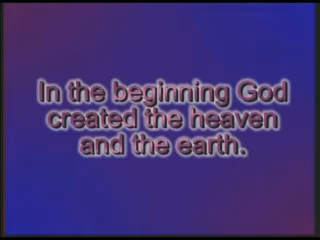 In the beginning God
created the heaven
and the earth.